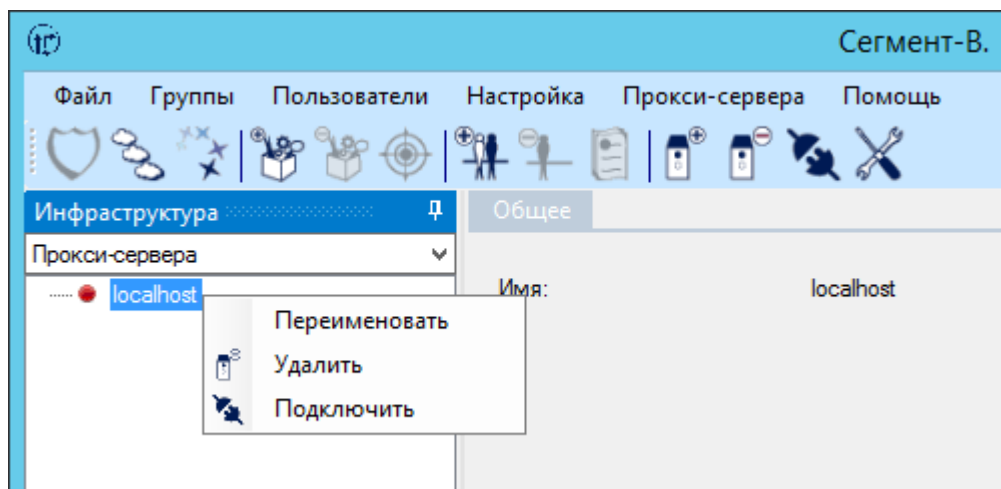 Сегмент-В.
Файл Группы Пользователи Настройка Прокси-сервера Помощь
Инфраструктура
Общее
Прокси-сервера
localhost
Имя: localhost
Переименовать
Удалить
Подключить